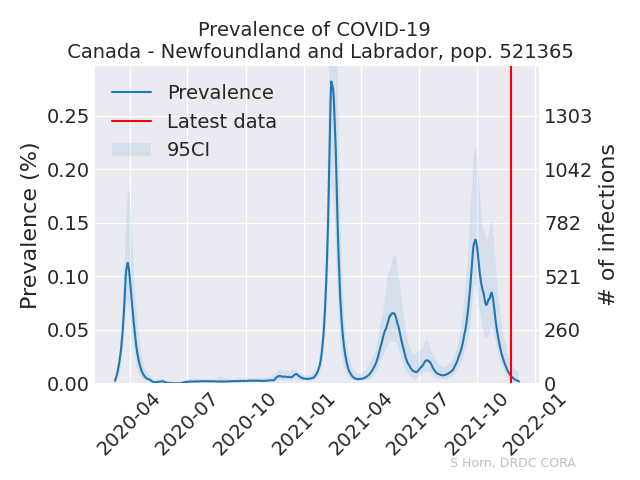 Prevalence of COVID-19
Canada - Newfoundland and Labrador, pop. 521365
Prevalence
Latest data
95CI
Prevalence (%)
0.25
0.20
0.15
0.10
0.05
0.00
1303
1042
782
521
260
0
# of infections
2020-04
2020-07
2020-10
2021-01
2021-04
2021-07
2021-10
2022-01
S Horn, DRDC CORA